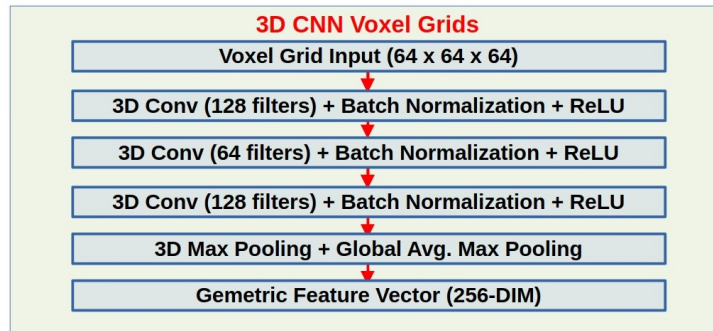 3D CNN Voxel Grids
Voxel Grid Input (64 x 64 x 64)
3D Conv (128 filters) + Batch Normalization + ReLU
3D Conv (64 filters) + Batch Normalization + ReLU
3D Conv (128 filters) + Batch Normalization + ReLU
3D Max Pooling + Global Avg. Max Pooling
Gemetric Feature Vector (256-DIM)